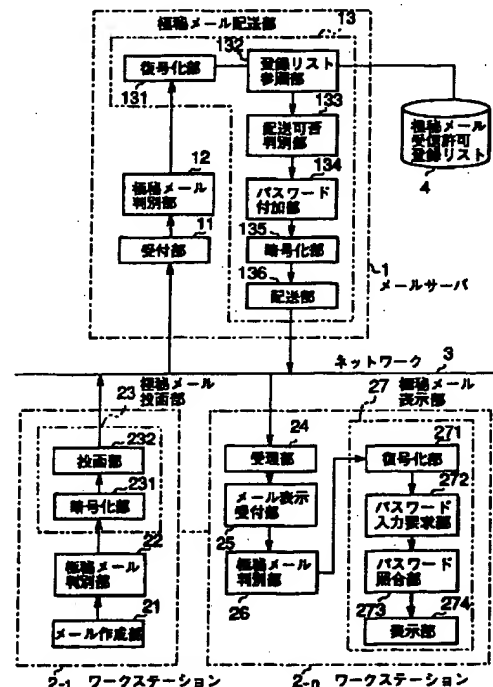 極秘メール配送部
13
132
復号化部
131
登録リスト
参照部
133
配送可否
判別部
極秘メール
受信許可
登録リスト
4
12
134
極秘メール
判別部
パスワード
付加部
11
135
受付部
暗号化部
136
配送部
1
メールサーバ
ネットワーク
3
23
極秘メール
投函部
27
極秘メール
表示部
232
投函部
231
暗号化部
22
極秘メール
判別部
21
メール作成部
24
受理部
メール表示
受付部
25
極秘メール
判別部
26
271
復号化部
272
パスワード
入力要求部
パスワード
照合部
273
274
表示部
2-1 ワークステーション
2-n ワークステーション